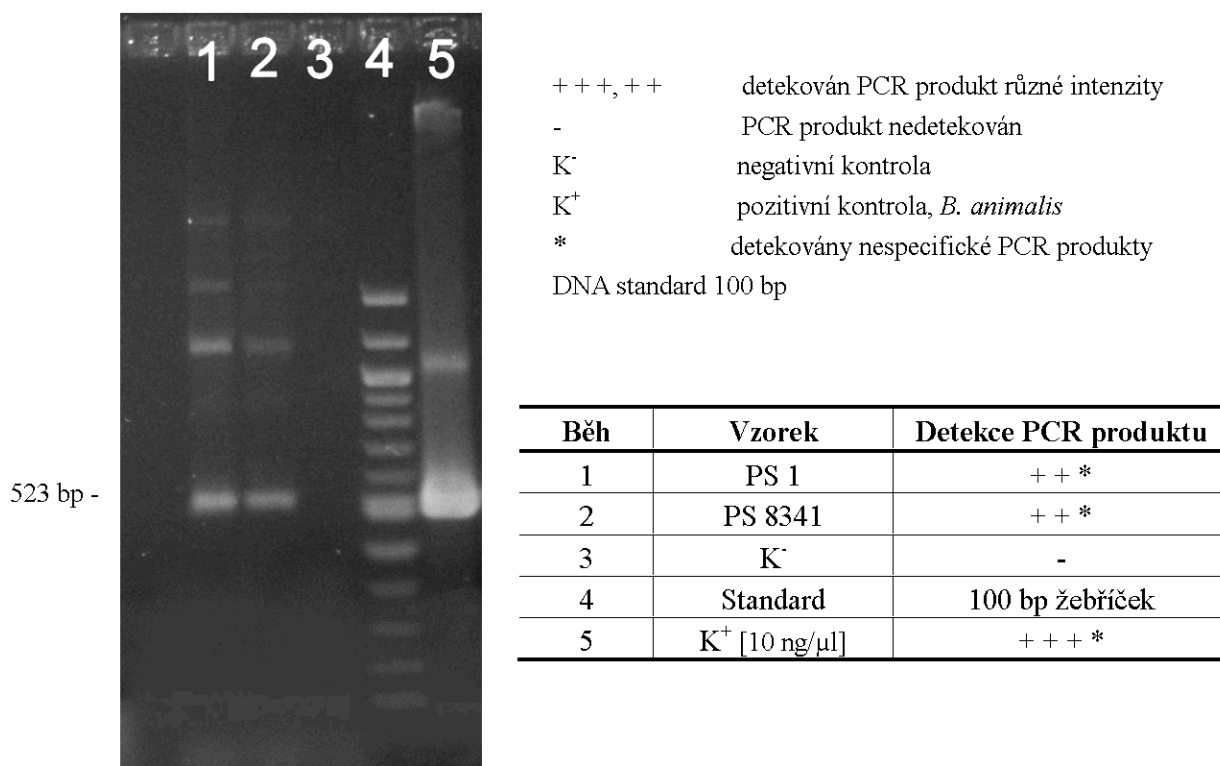 1 2 3 4 5
+ + +, + + detekován PCR produkt různé intenzity
- PCR produkt nedetekován
K⁻ negativní kontrola
K⁺ pozitivní kontrola, B. animalis
* detekovány nespecifické PCR produkty
DNA standard 100 bp
523 bp -
Běh Vzorek Detekce PCR produktu
1 PS 1 + + *
2 PS 8341 + + *
3 K⁻ -
4 Standard 100 bp žebříček
5 K⁺ [10 ng/µl] + + + *